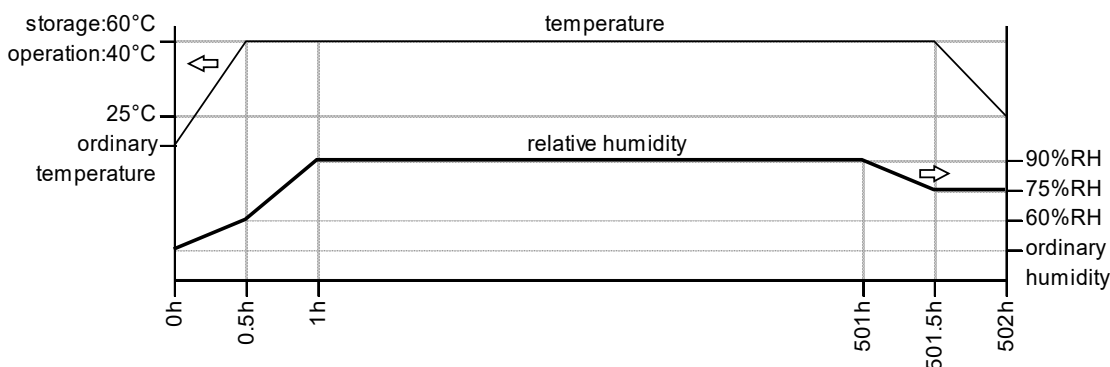 storage:60°C
operation:40°C
temperature
25°C
ordinary
temperature
relative humidity
90%RH
75%RH
60%RH
ordinary
humidity
0h
0.5h
1h
501h
501.5h
502h